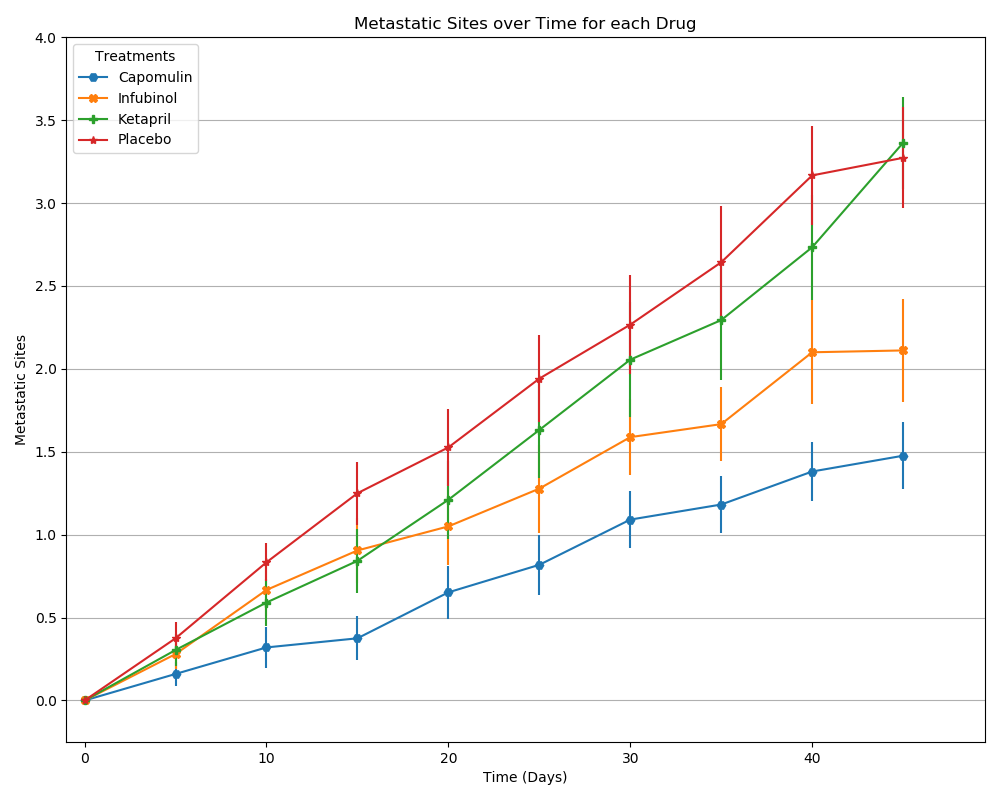 Metastatic Sites over Time for each Drug
4.0
3.5
3.0
2.5
2.0
1.5
1.0
0.5
0.0
Metastatic Sites
Treatments
Capomulin
Infubinol
Ketapril
Placebo
0 10 20 30 40
Time (Days)